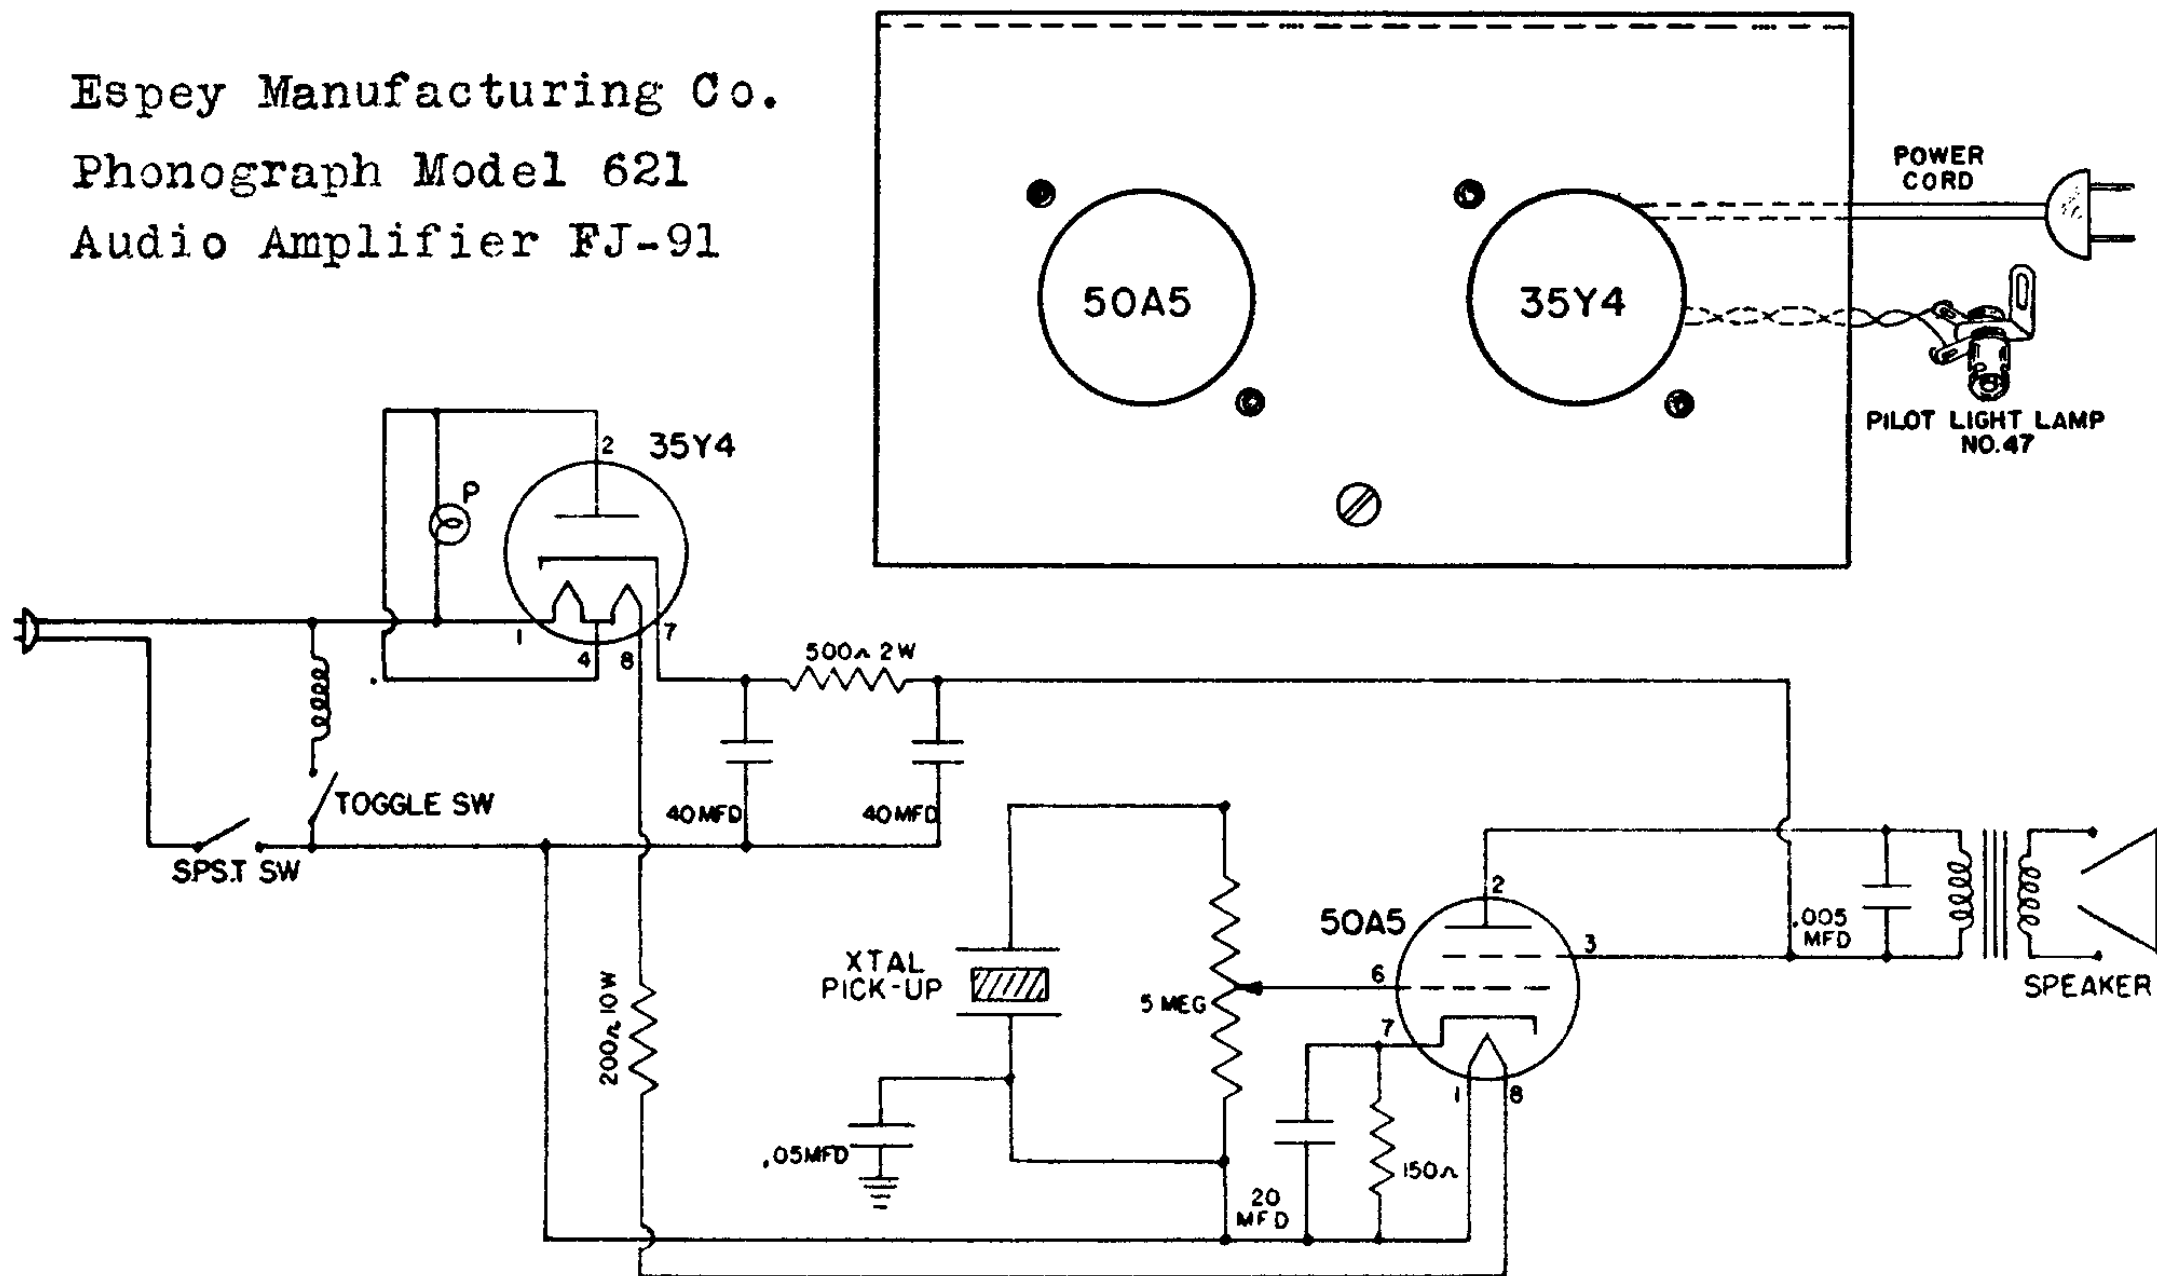 Espey Manufacturing Co.
Phonograph Model 621
Audio Amplifier FJ-91
50A5
35Y4
POWER
CORD
PILOT LIGHT LAMP
NO.47
35Y4
P
2
1
4
8
7
500Ω 2W
40MFD
40MFD
TOGGLE SW
S.P.S.T SW
200Ω 10W
XTAL
PICK-UP
.05MFD
5 MEG
50A5
2
3
6
7
1
8
20
MFD
150Ω
.005
MFD
SPEAKER